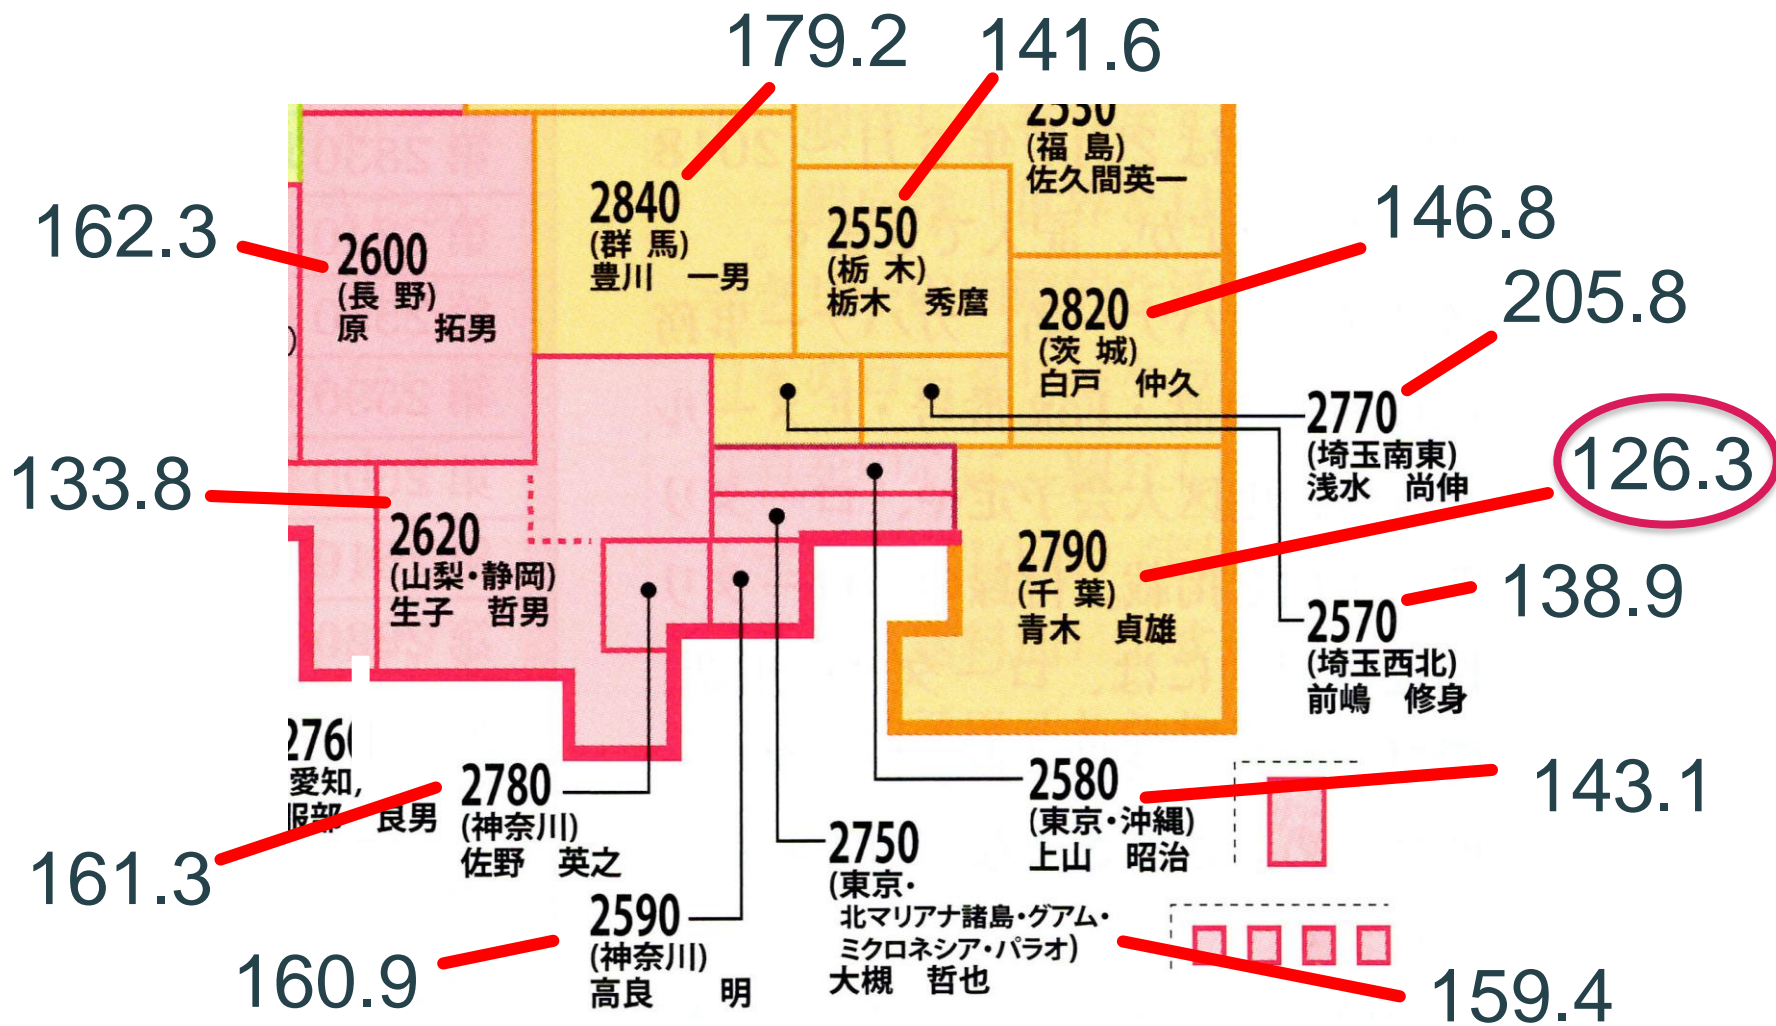 179.2
141.6
2530
(福 島)
佐久間英一
2840
(群 馬)
豊川 一男
2550
(栃 木)
栃木 秀麿
146.8
162.3
2600
(長 野)
原 拓男
)
2820
(茨 城)
白戸 仲久
205.8
2770
(埼玉南東)
浅水 尚伸
126.3
133.8
2620
(山梨・静岡)
生子 哲男
2790
(千 葉)
青木 貞雄
138.9
2570
(埼玉西北)
前嶋 修身
276
愛知,
服部 良男
2780
(神奈川)
佐野 英之
2580
(東京・沖縄)
上山 昭治
143.1
161.3
2750
(東京・
北マリアナ諸島・グアム・
ミクロネシア・パラオ)
大槻 哲也
2590
(神奈川)
高良 明
160.9
159.4